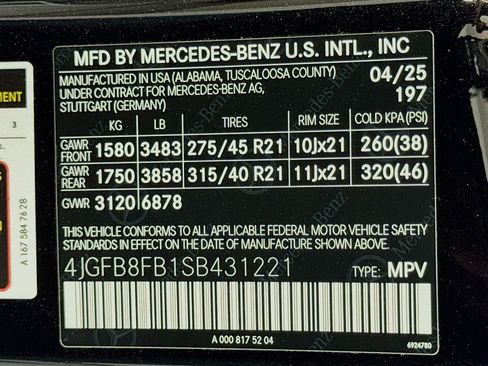 MFD BY MERCEDES-BENZ U.S. INTL., INC
MANUFACTURED IN USA (ALABAMA, TUSCALOOSA COUNTY) 04/25
UNDER CONTRACT FOR MERCEDES-BENZ AG, 197
STUTTGART (GERMANY)
KG LB TIRES RIM SIZE COLD KPA (PSI)
GAWR FRONT 1580 3483 275/45 R21 10Jx21 260(38)
GAWR REAR 1750 3858 315/40 R21 11Jx21 320(46)
GVWR 3120 6878
THIS VEHICLE CONFORMS TO ALL APPLICABLE FEDERAL MOTOR VEHICLE
SAFETY STANDARDS IN EFFECT ON THE DATE OF MANUFACTURE SHOWN ABOVE.
4JGFB8FB1SB431221 TYPE: MPV
A 000 817 52 04 6924780
3
A 167 584 76 28